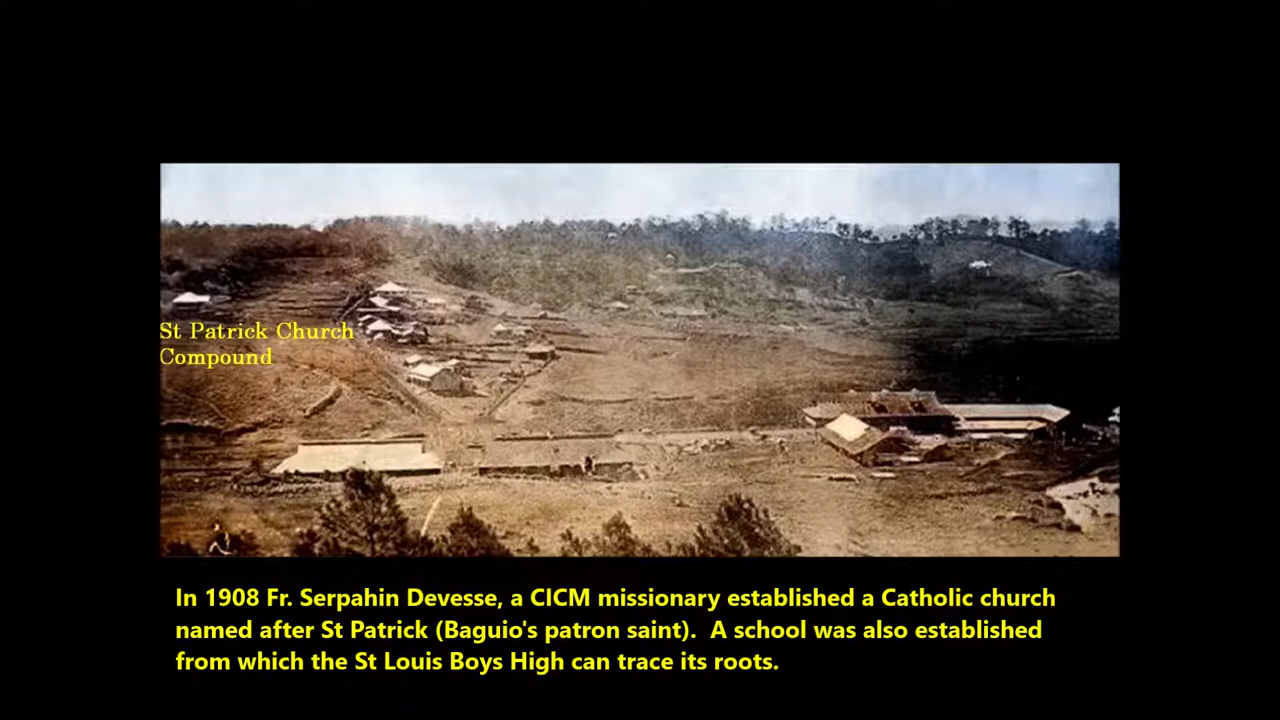 St Patrick Church
Compound
In 1908 Fr. Serpahin Devesse, a CICM missionary established a Catholic church
named after St Patrick (Baguio's patron saint).  A school was also established
from which the St Louis Boys High can trace its roots.